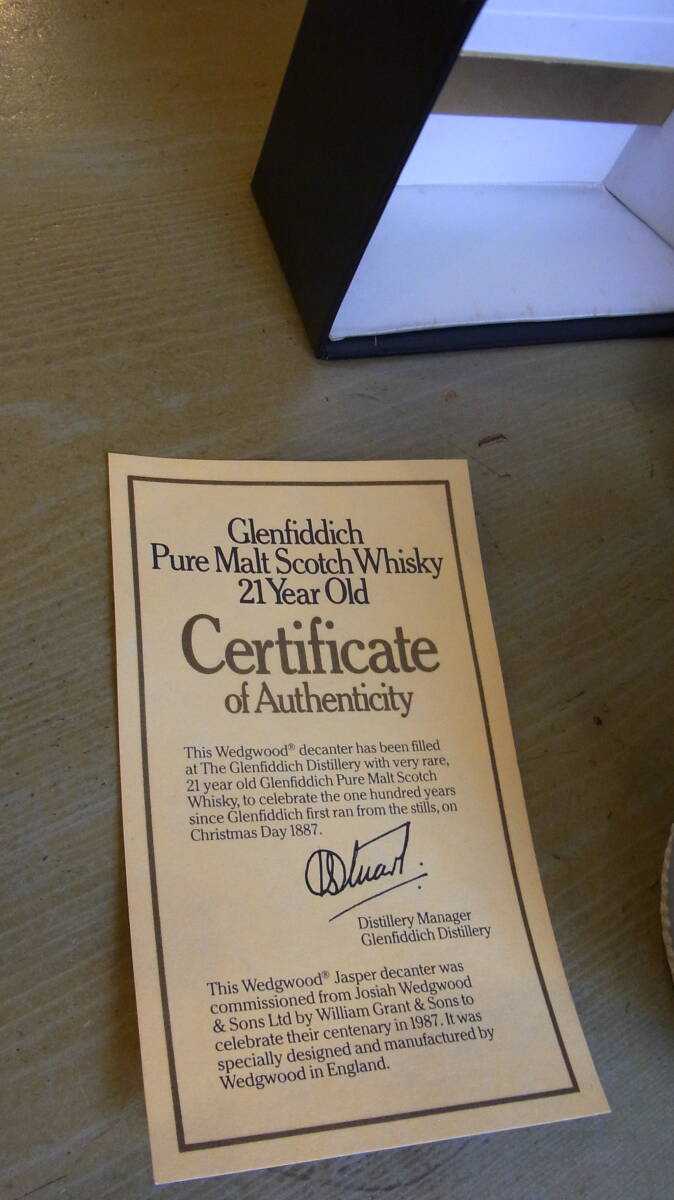 Glenfiddich
Pure Malt Scotch Whisky
21 Year Old
Certificate
of Authenticity
This Wedgwood® decanter has been filled
at The Glenfiddich Distillery with very rare,
21 year old Glenfiddich Pure Malt Scotch
Whisky, to celebrate the one hundred years
since Glenfiddich first ran from the stills, on
Christmas Day 1887.
DStuart.
Distillery Manager
Glenfiddich Distillery
This Wedgwood® Jasper decanter was
commissioned from Josiah Wedgwood
& Sons Ltd by William Grant & Sons to
celebrate their centenary in 1987. It was
specially designed and manufactured by
Wedgwood in England.